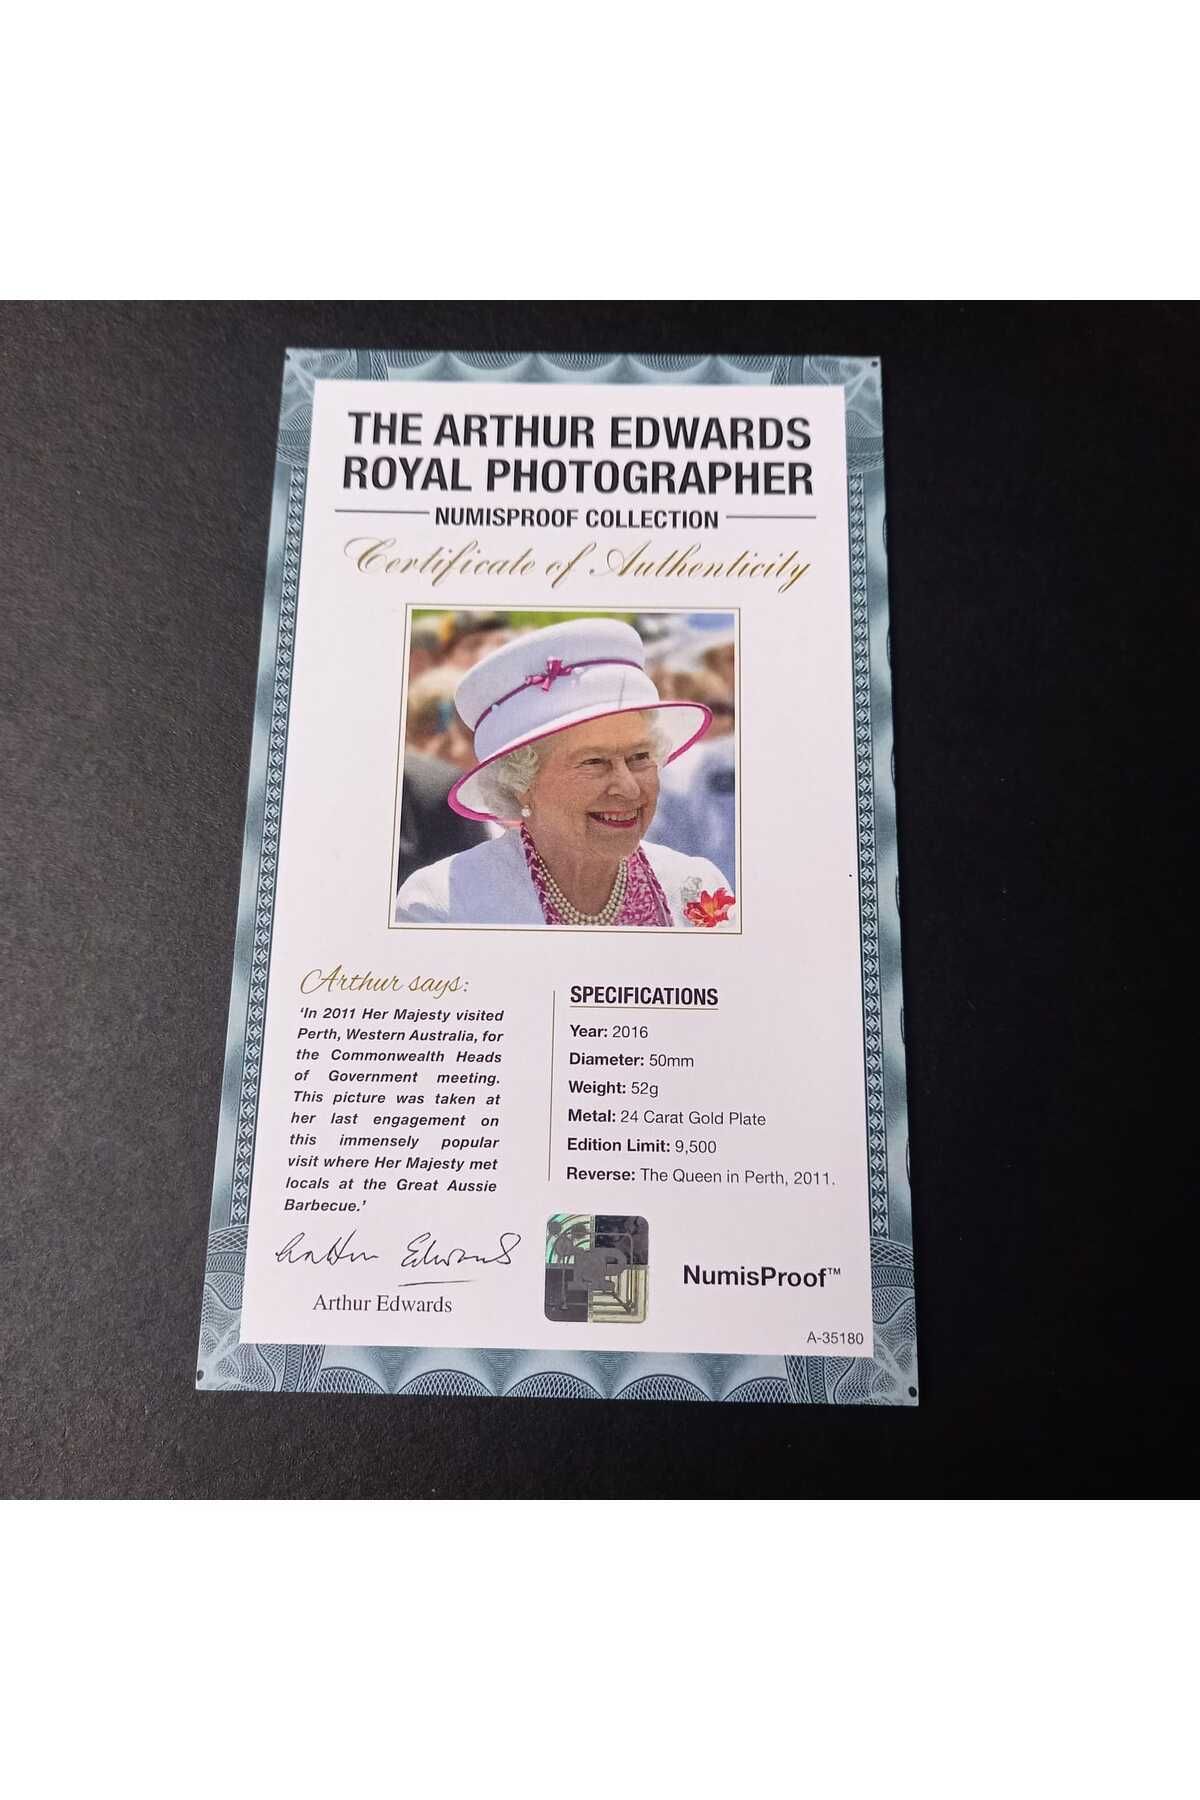 THE ARTHUR EDWARDS
ROYAL PHOTOGRAPHER
NUMISPROOF COLLECTION
Certificate of Authenticity
Arthur says:
‘In 2011 Her Majesty visited
Perth, Western Australia, for
the Commonwealth Heads
of Government meeting.
This picture was taken at
her last engagement on
this immensely popular
visit where Her Majesty met
locals at the Great Aussie
Barbecue.’
Arthur Edwards
Arthur Edwards
SPECIFICATIONS
Year: 2016
Diameter: 50mm
Weight: 52g
Metal: 24 Carat Gold Plate
Edition Limit: 9,500
Reverse: The Queen in Perth, 2011.
NumisProof™
A-35180